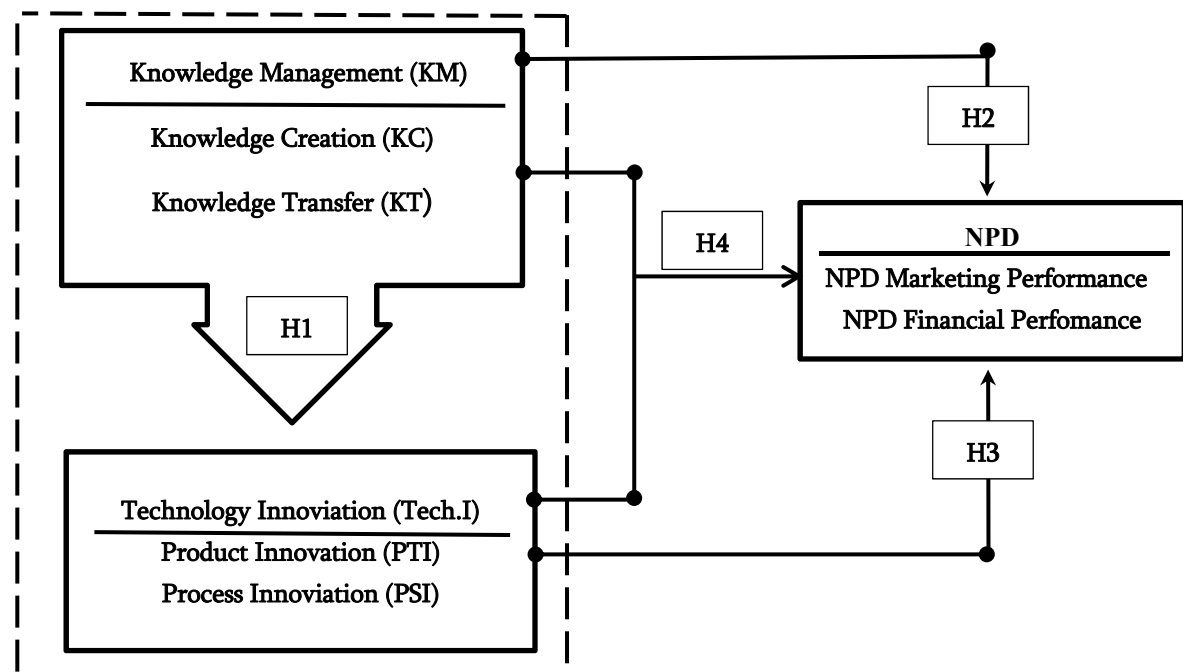 Knowledge Management (KM)
Knowledge Creation (KC)
Knowledge Transfer (KT)
H1
Technology Innoviation (Tech.I)
Product Innovation (PTI)
Process Innoviation (PSI)
H2
H4
NPD
NPD Marketing Performance
NPD Financial Perfomance
H3